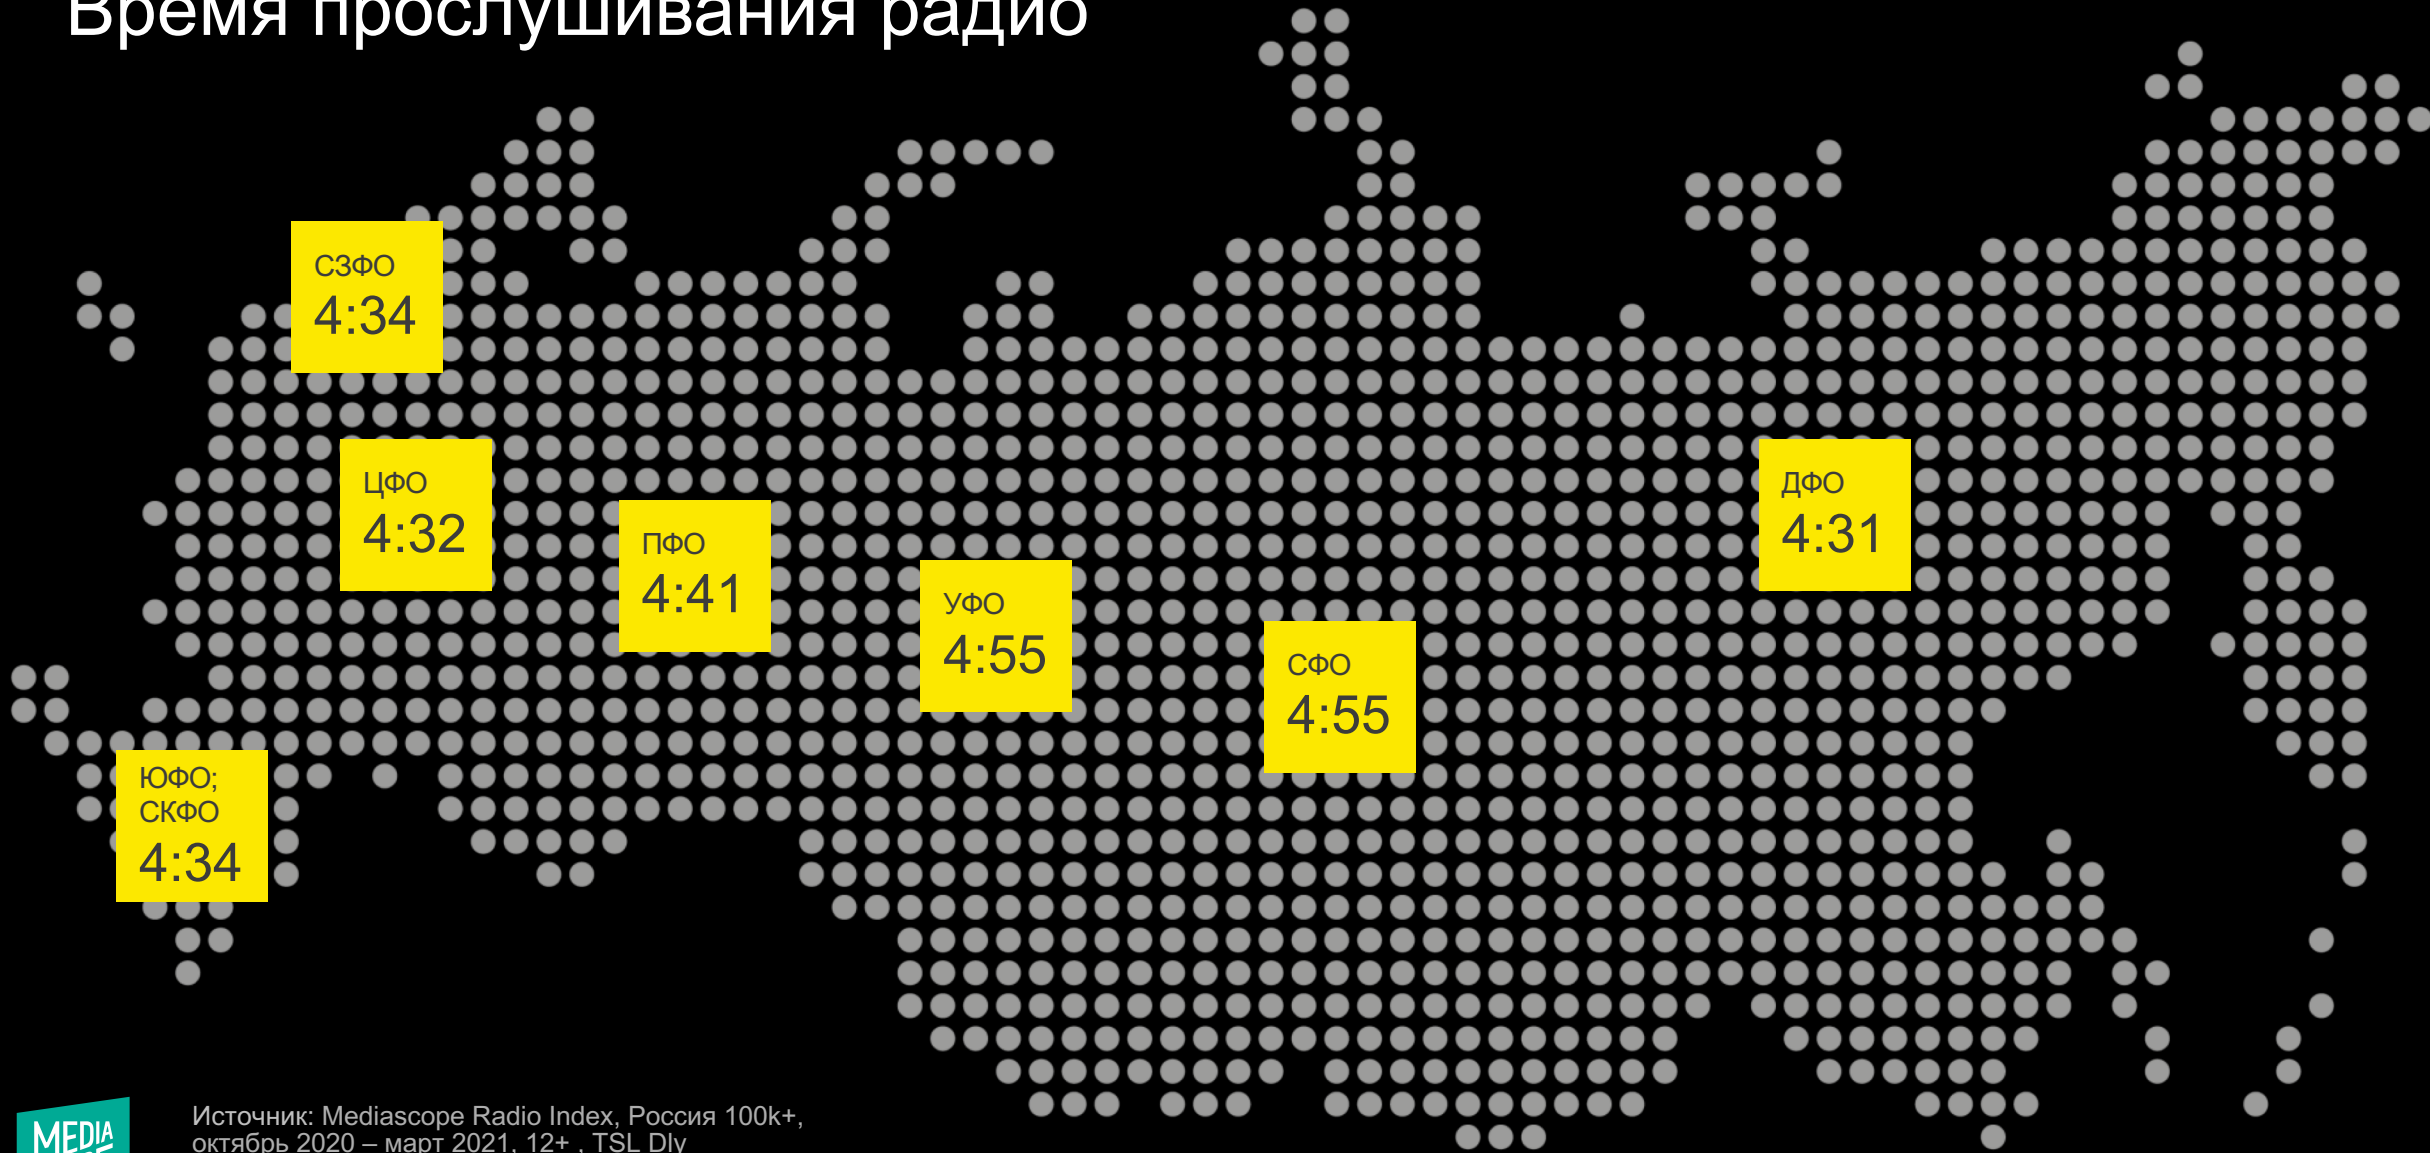 Время прослушивания радио
СЗФО
4:34
ЦФО
4:32
ДФО
4:31
ПФО
4:41
УФО
4:55
СФО
4:55
ЮФО;
СКФО
4:34
MEDIA
Источник: Mediascope Radio Index, Россия 100k+,
октябрь 2020 – март 2021, 12+ , TSL Dly